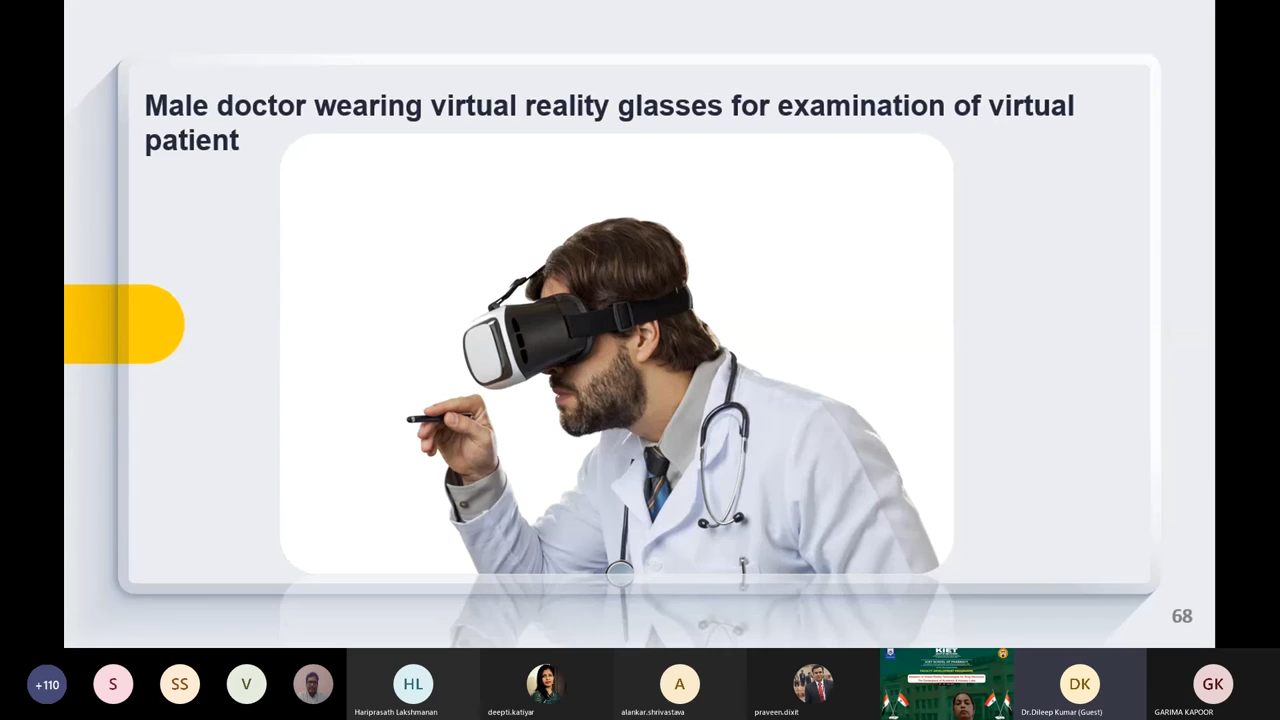 Male doctor wearing virtual reality glasses for examination of virtual
patient
68
+110
S
SS
V
HL
A
DK
GK
Hariprasath Lakshmanan
deepti.katiyar
alankar.shrivastava
praveen.dixit
KIET
Dr.Dileep Kumar (Guest)
GARIMA KAPOOR